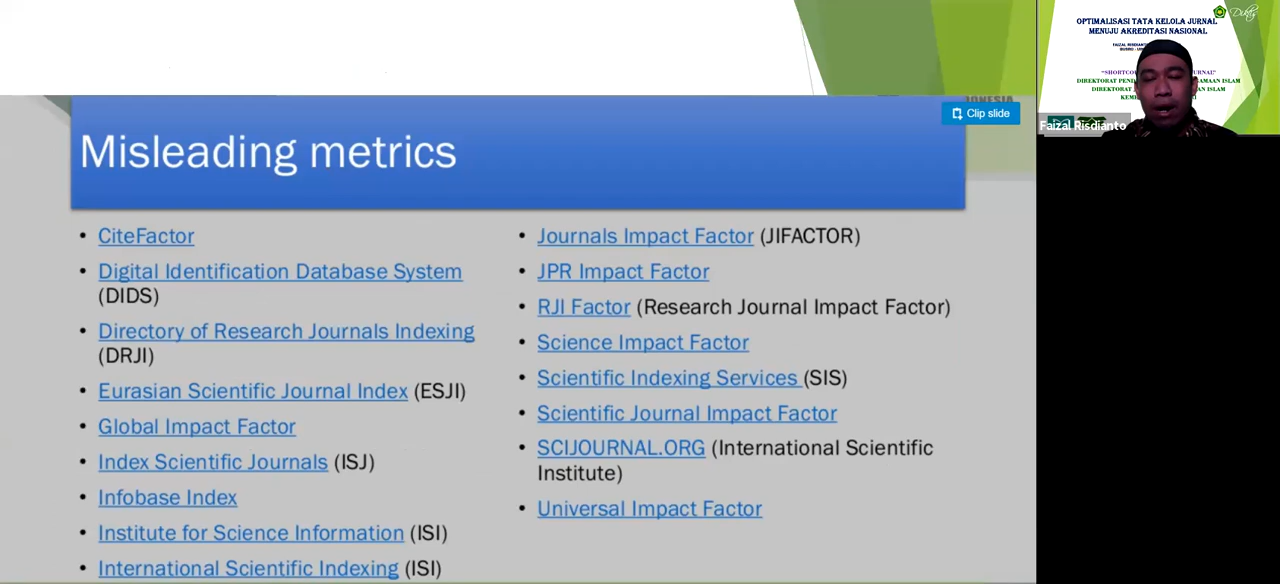 Misleading metrics
Clip slide
• CiteFactor
• Digital Identification Database System
(DIDS)
• Directory of Research Journals Indexing
(DRJI)
• Eurasian Scientific Journal Index (ESJI)
• Global Impact Factor
• Index Scientific Journals (ISJ)
• Infobase Index
• Institute for Science Information (ISI)
• International Scientific Indexing (ISI)
• Journals Impact Factor (JIFACTOR)
• JPR Impact Factor
• RJI Factor (Research Journal Impact Factor)
• Science Impact Factor
• Scientific Indexing Services (SIS)
• Scientific Journal Impact Factor
• SCIJOURNAL.ORG (International Scientific
Institute)
• Universal Impact Factor
OPTIMALISASI TATA KELOLA JURNAL
MENUJU AKREDITASI NASIONAL
Faizal Risdianto